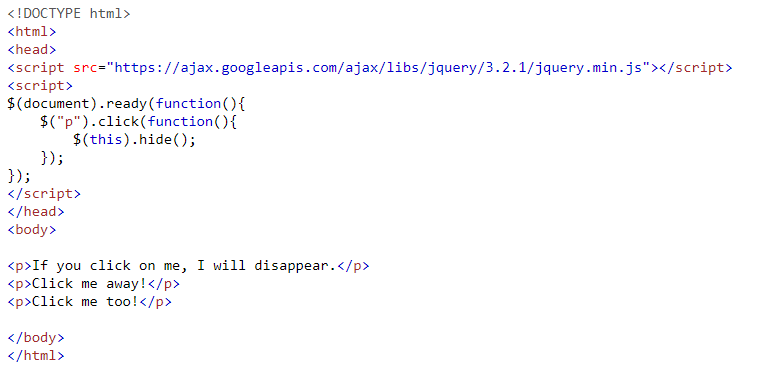 <!DOCTYPE html>
<html>
<head>
<script src="https://ajax.googleapis.com/ajax/libs/jquery/3.2.1/jquery.min.js"></script>
<script>
$(document).ready(function(){
    $("p").click(function(){
        $(this).hide();
    });
});
</script>
</head>
<body>

<p>If you click on me, I will disappear.</p>
<p>Click me away!</p>
<p>Click me too!</p>

</body>
</html>